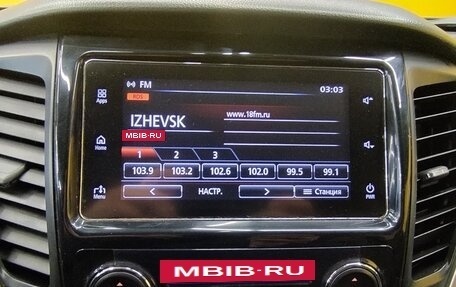 FM 03:03
RDS
Apps
www.18fm.ru
IZHEVSK
MBIB-RU
Home
1 2 3
103.9 103.2 102.6 102.0 99.5 99.1
Menu
< НАСТР. > Станция
PWR
MBIB-RU